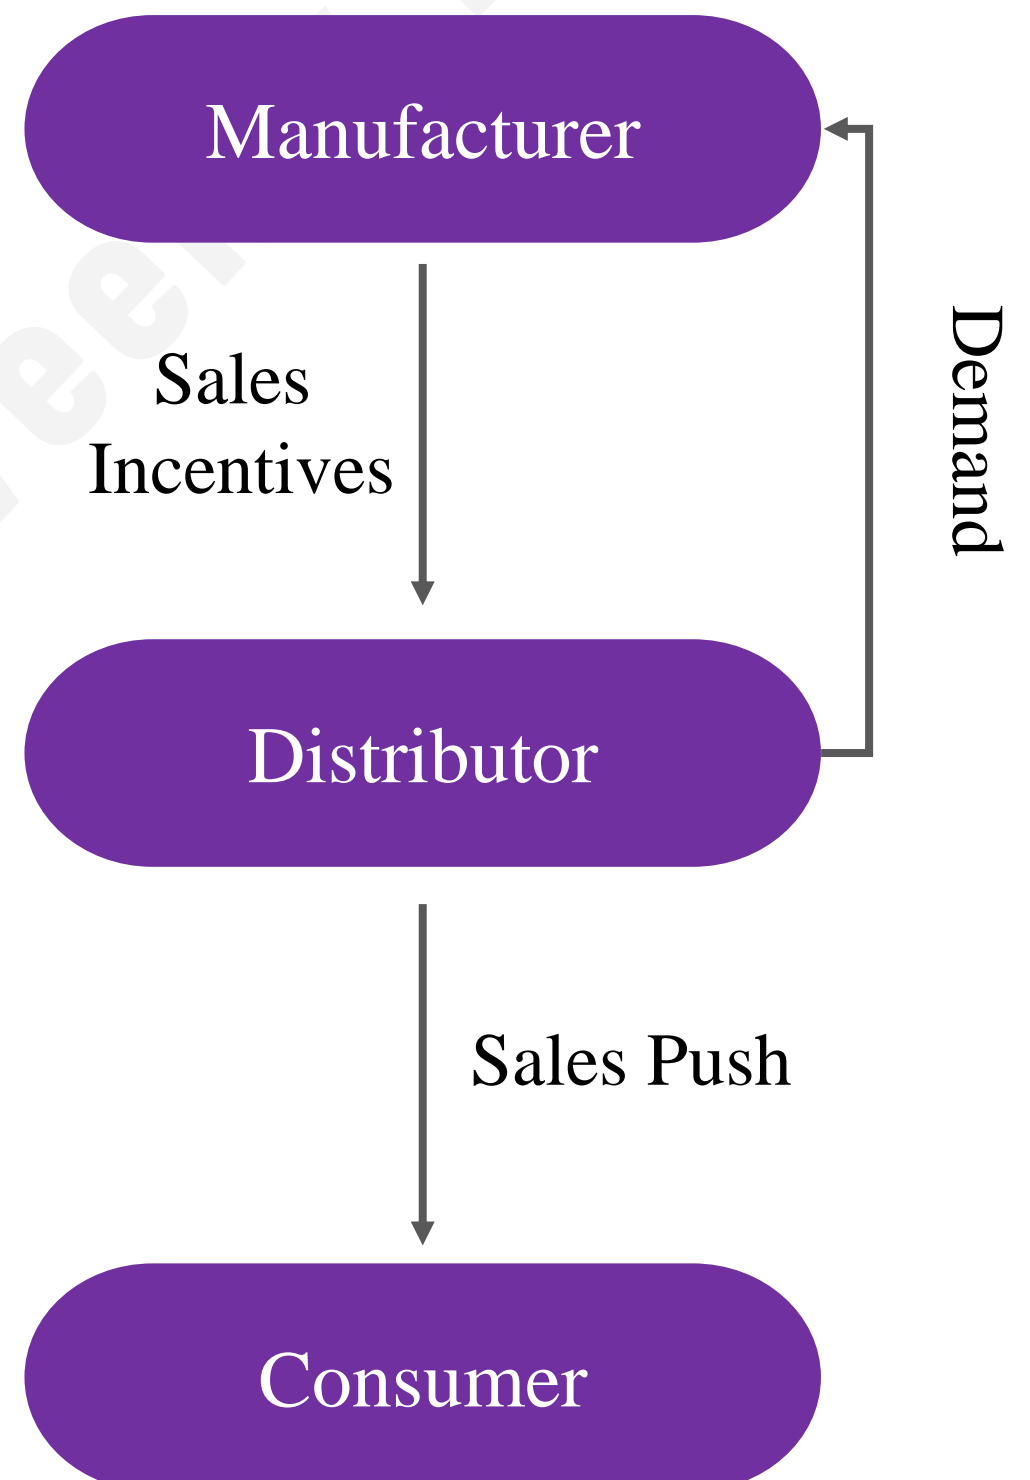 Manufacturer
Sales
Incentives
Demand
Distributor
Sales Push
Consumer